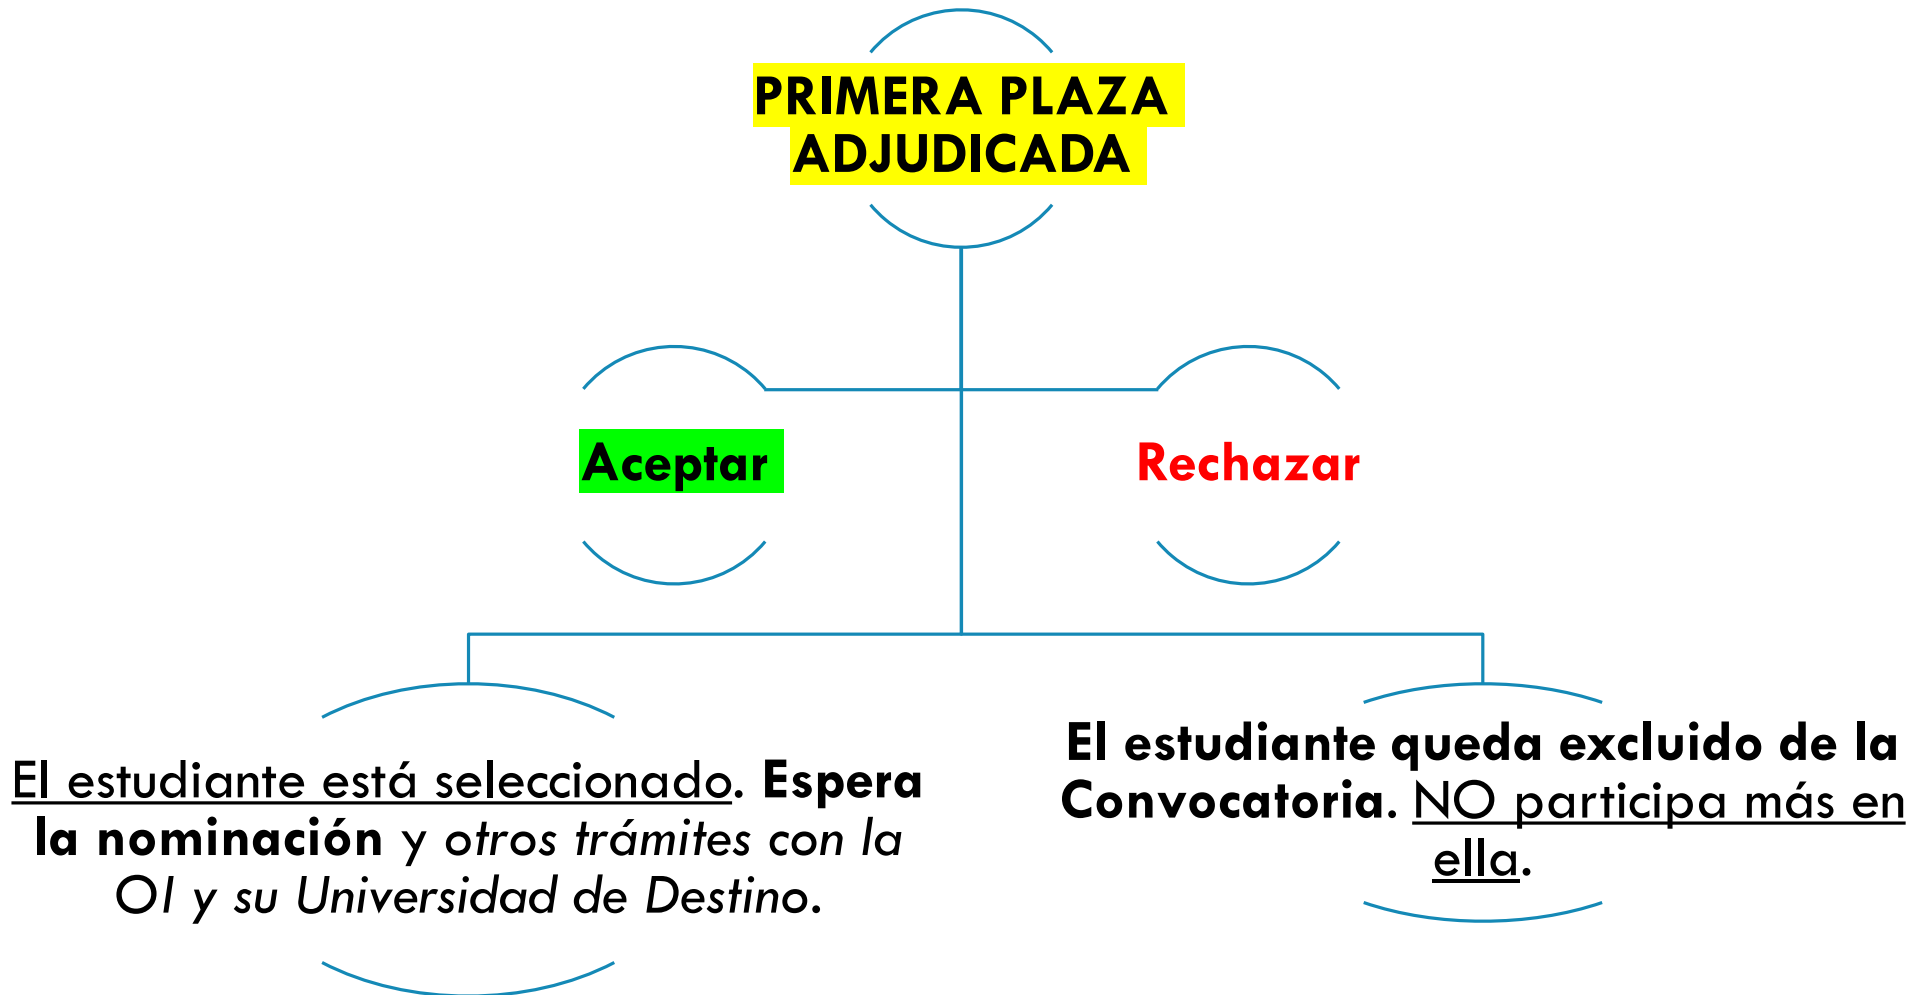 PRIMERA PLAZA
ADJUDICADA
Aceptar
Rechazar
El estudiante está seleccionado. Espera
la nominación y otros trámites con la
OI y su Universidad de Destino.
El estudiante queda excluido de la
Convocatoria. NO participa más en
ella.